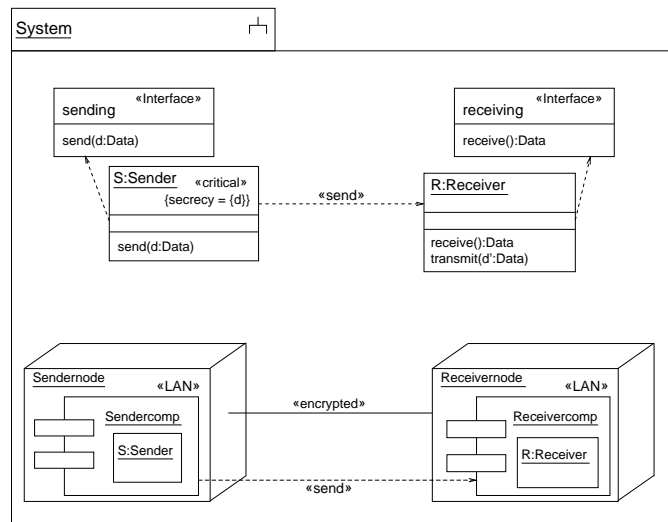 System
«Interface»
sending
send(d:Data)
«Interface»
receiving
receive():Data
S:Sender
«critical»
{secrecy = {d}}
send(d:Data)
«send»
R:Receiver
receive():Data
transmit(d':Data)
Sendernode
«LAN»
Sendercomp
S:Sender
«encrypted»
«send»
Receivernode
«LAN»
Receivercomp
R:Receiver